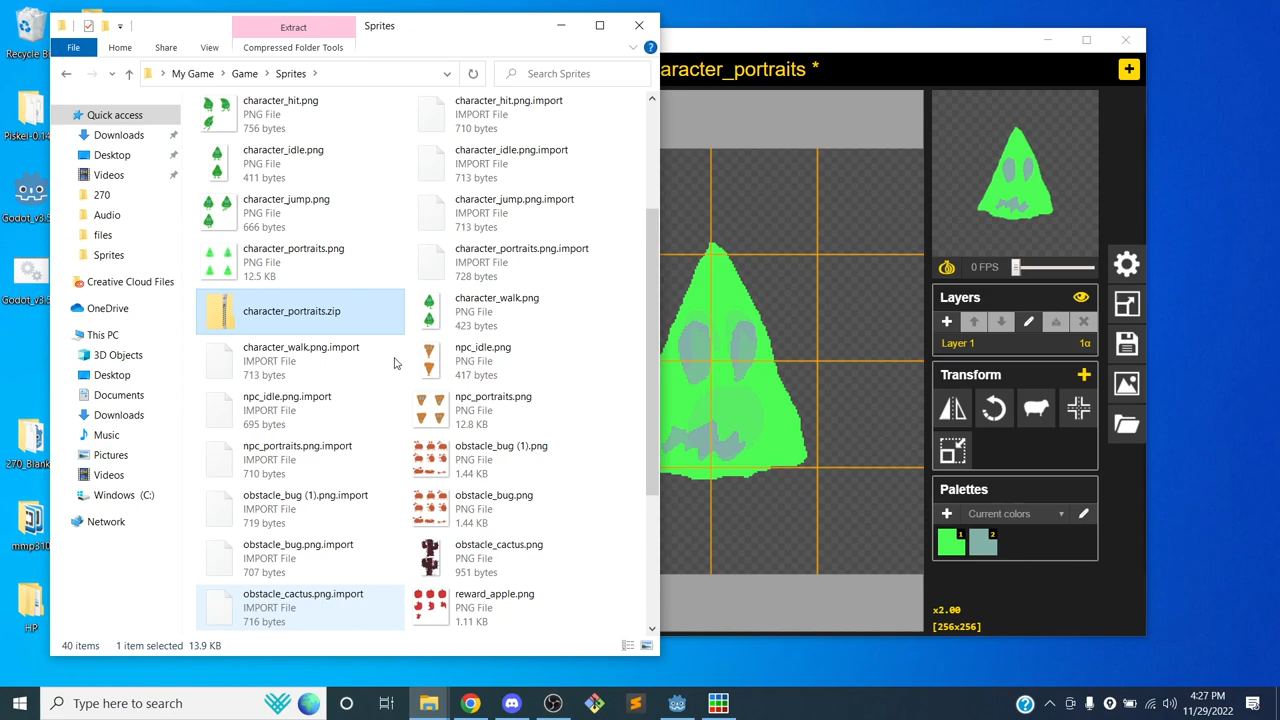 Recycle Bi
Piskel-0.14
Godot_v3.5
Godot_v3.5
270_Blank
mmp310
HP
Extract
Sprites
File
Home
Share
View
Compressed Folder Tools
My Game
Game
Sprites
Search Sprites
Quick access
Downloads
Desktop
Videos
270
Audio
files
Sprites
Creative Cloud Files
OneDrive
This PC
3D Objects
Desktop
Documents
Downloads
Music
Pictures
Videos
Windows (C:)
Network
character_hit.png
PNG File
756 bytes
character_hit.png.import
IMPORT File
710 bytes
character_idle.png
PNG File
411 bytes
character_idle.png.import
IMPORT File
713 bytes
character_jump.png
PNG File
666 bytes
character_jump.png.import
IMPORT File
713 bytes
character_portraits.png
PNG File
12.5 KB
character_portraits.png.import
IMPORT File
728 bytes
character_portraits.zip
character_walk.png
PNG File
423 bytes
character_walk.png.import
IMPORT File
713 bytes
npc_idle.png
PNG File
417 bytes
npc_idle.png.import
IMPORT File
695 bytes
npc_portraits.png
PNG File
12.8 KB
npc_portraits.png.import
IMPORT File
710 bytes
obstacle_bug (1).png
PNG File
1.44 KB
obstacle_bug (1).png.import
IMPORT File
719 bytes
obstacle_bug.png
PNG File
1.44 KB
obstacle_bug.png.import
IMPORT File
707 bytes
obstacle_cactus.png
PNG File
951 bytes
obstacle_cactus.png.import
IMPORT File
716 bytes
reward_apple.png
PNG File
1.11 KB
40 items
1 item selected 13.9 KB
aracter_portraits *
0 FPS
Layers
Layer 1
1α
Transform
Palettes
Current colors
1
2
x2.00
[256x256]
Type here to search
4:27 PM
11/29/2022